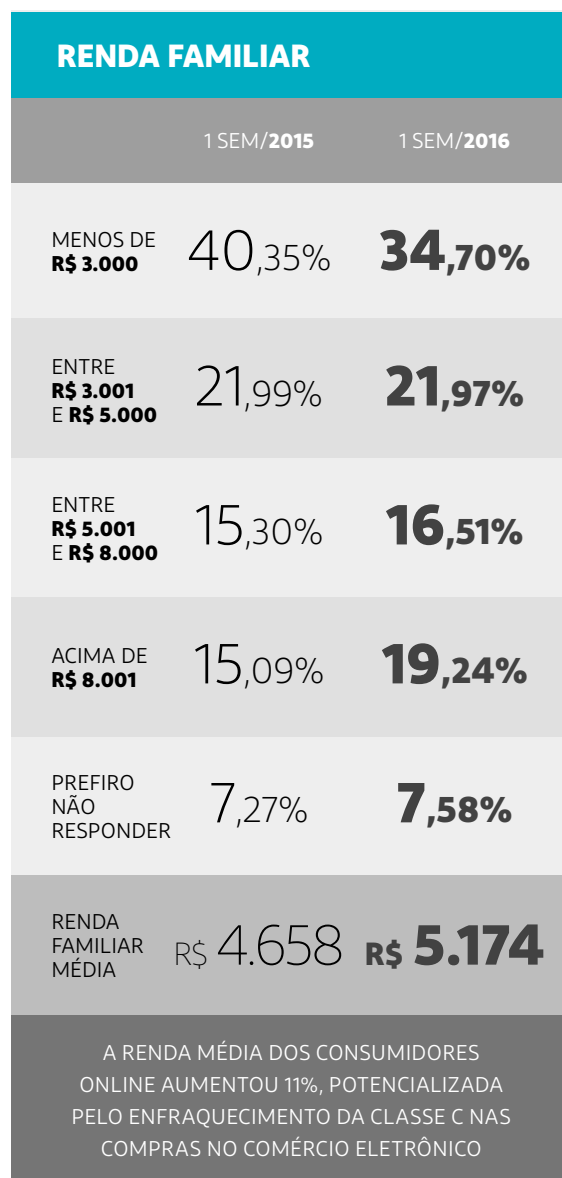 RENDA FAMILIAR
1 SEM/2015 1 SEM/2016
MENOS DE
R$ 3.000
40,35% 34,70%
ENTRE
R$ 3.001
E R$ 5.000
21,99% 21,97%
ENTRE
R$ 5.001
E R$ 8.000
15,30% 16,51%
ACIMA DE
R$ 8.001
15,09% 19,24%
PREFIRO
NÃO
RESPONDER
7,27% 7,58%
RENDA
FAMILIAR
MÉDIA
R$ 4.658 R$ 5.174
A RENDA MÉDIA DOS CONSUMIDORES
ONLINE AUMENTOU 11%, POTENCIALIZADA
PELO ENFRAQUECIMENTO DA CLASSE C NAS
COMPRAS NO COMÉRCIO ELETRÔNICO